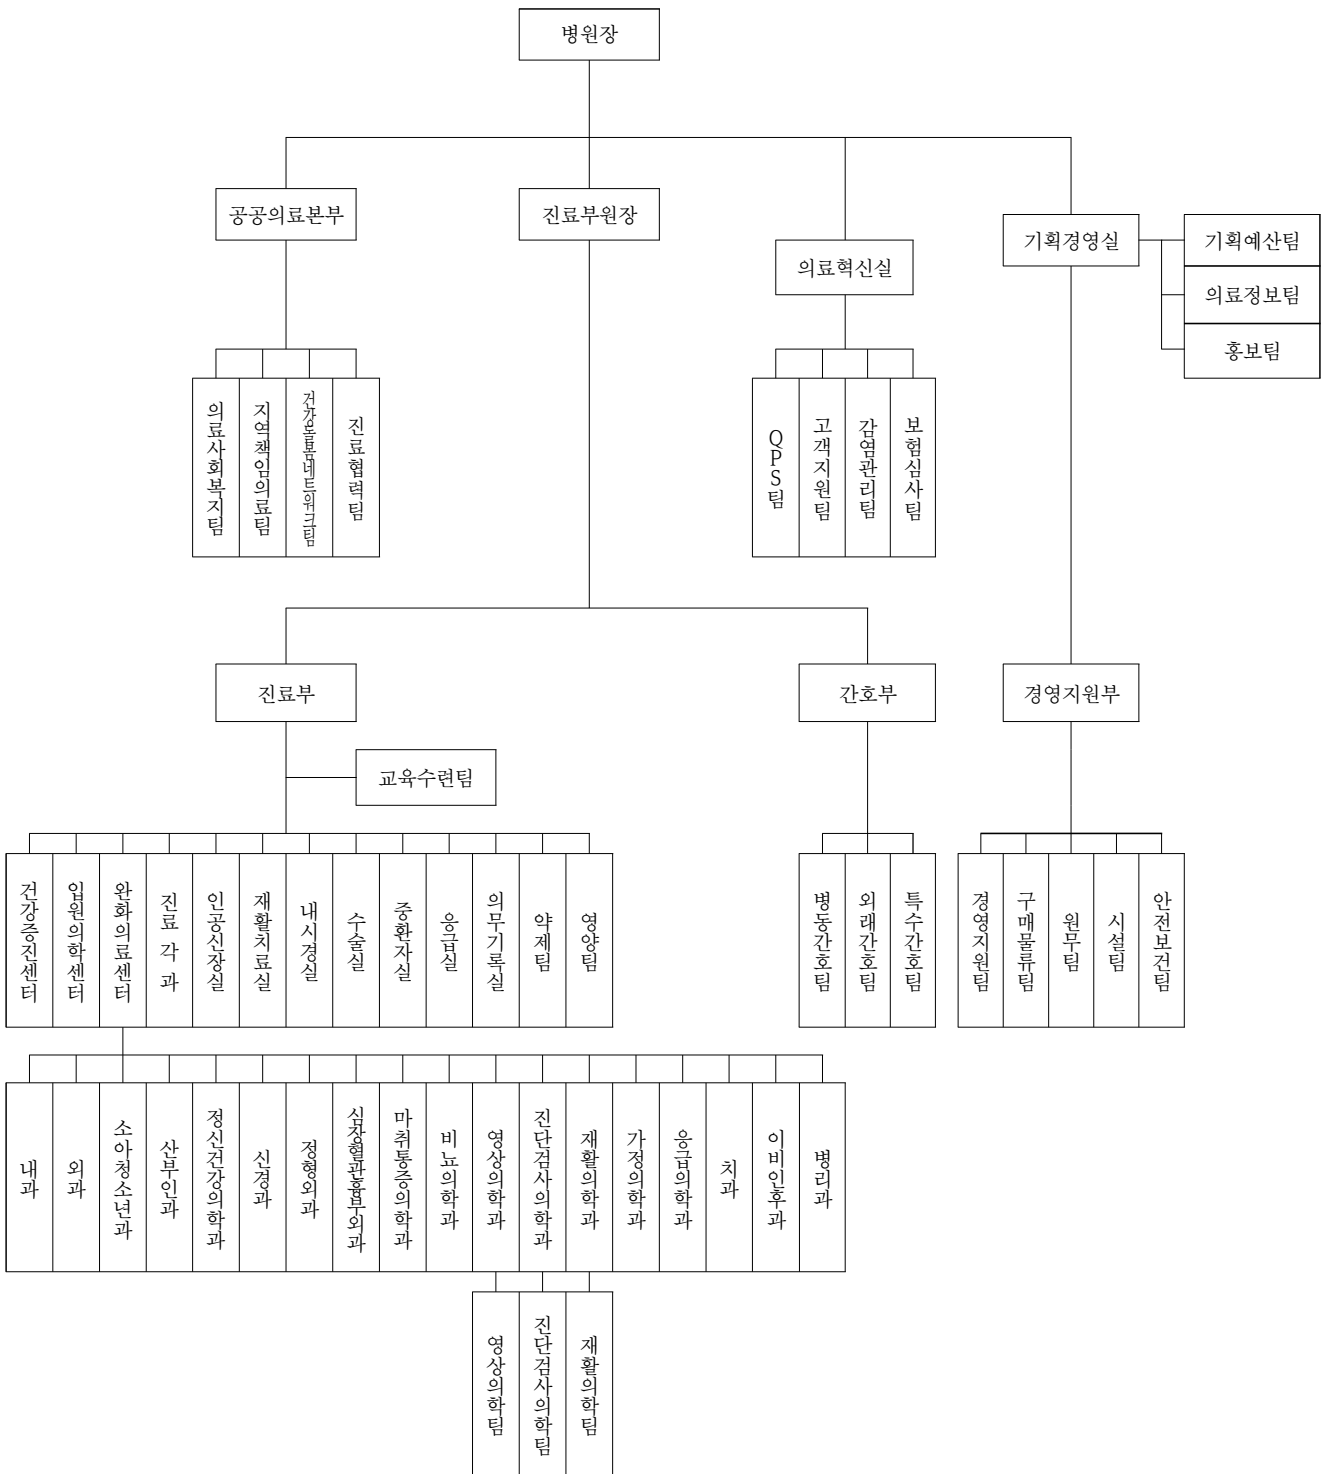 병원장
공공의료본부
진료부원장
의료혁신실
기획경영실
기획예산팀
의료정보팀
홍보팀
의료사회복지팀
지역책임의료팀
건강돌봄네트워크팀
진료협력팀
QPS팀
고객지원팀
감염관리팀
보험심사팀
진료부
간호부
경영지원부
교육수련팀
건강증진센터
입원의학센터
완화의료센터
진료 각 과
인공신장실
재활치료실
내시경실
수술실
중환자실
응급실
의무기록실
약제팀
영양팀
병동간호팀
외래간호팀
특수간호팀
경영지원팀
구매물류팀
원무팀
시설팀
안전보건팀
내과
외과
소아청소년과
산부인과
정신건강의학과
신경과
정형외과
심장혈관흉부외과
마취통증의학과
비뇨의학과
영상의학과
진단검사의학과
재활의학과
가정의학과
응급의학과
치과
이비인후과
병리과
영상의학팀
진단검사의학팀
재활의학팀